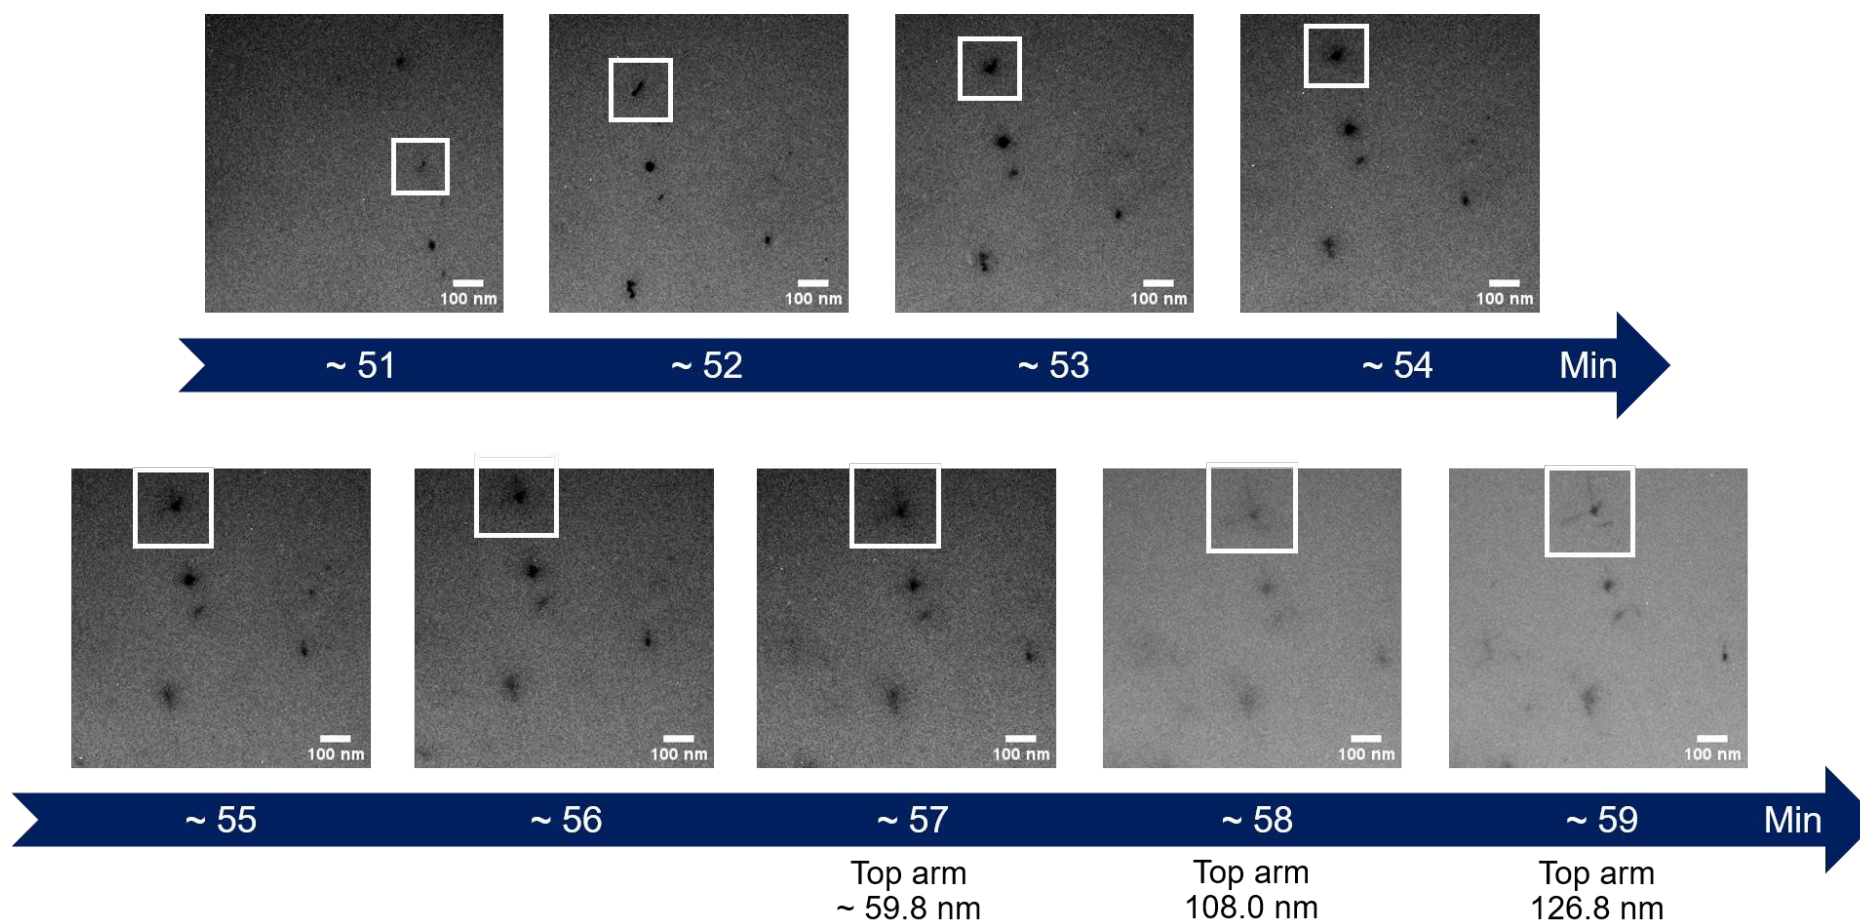 100 nm 100 nm 100 nm 100 nm
~ 51 ~ 52 ~ 53 ~ 54 Min
100 nm 100 nm 100 nm 100 nm 100 nm
~ 55 ~ 56 ~ 57 ~ 58 ~ 59 Min
Top arm Top arm Top arm
~ 59.8 nm 108.0 nm 126.8 nm